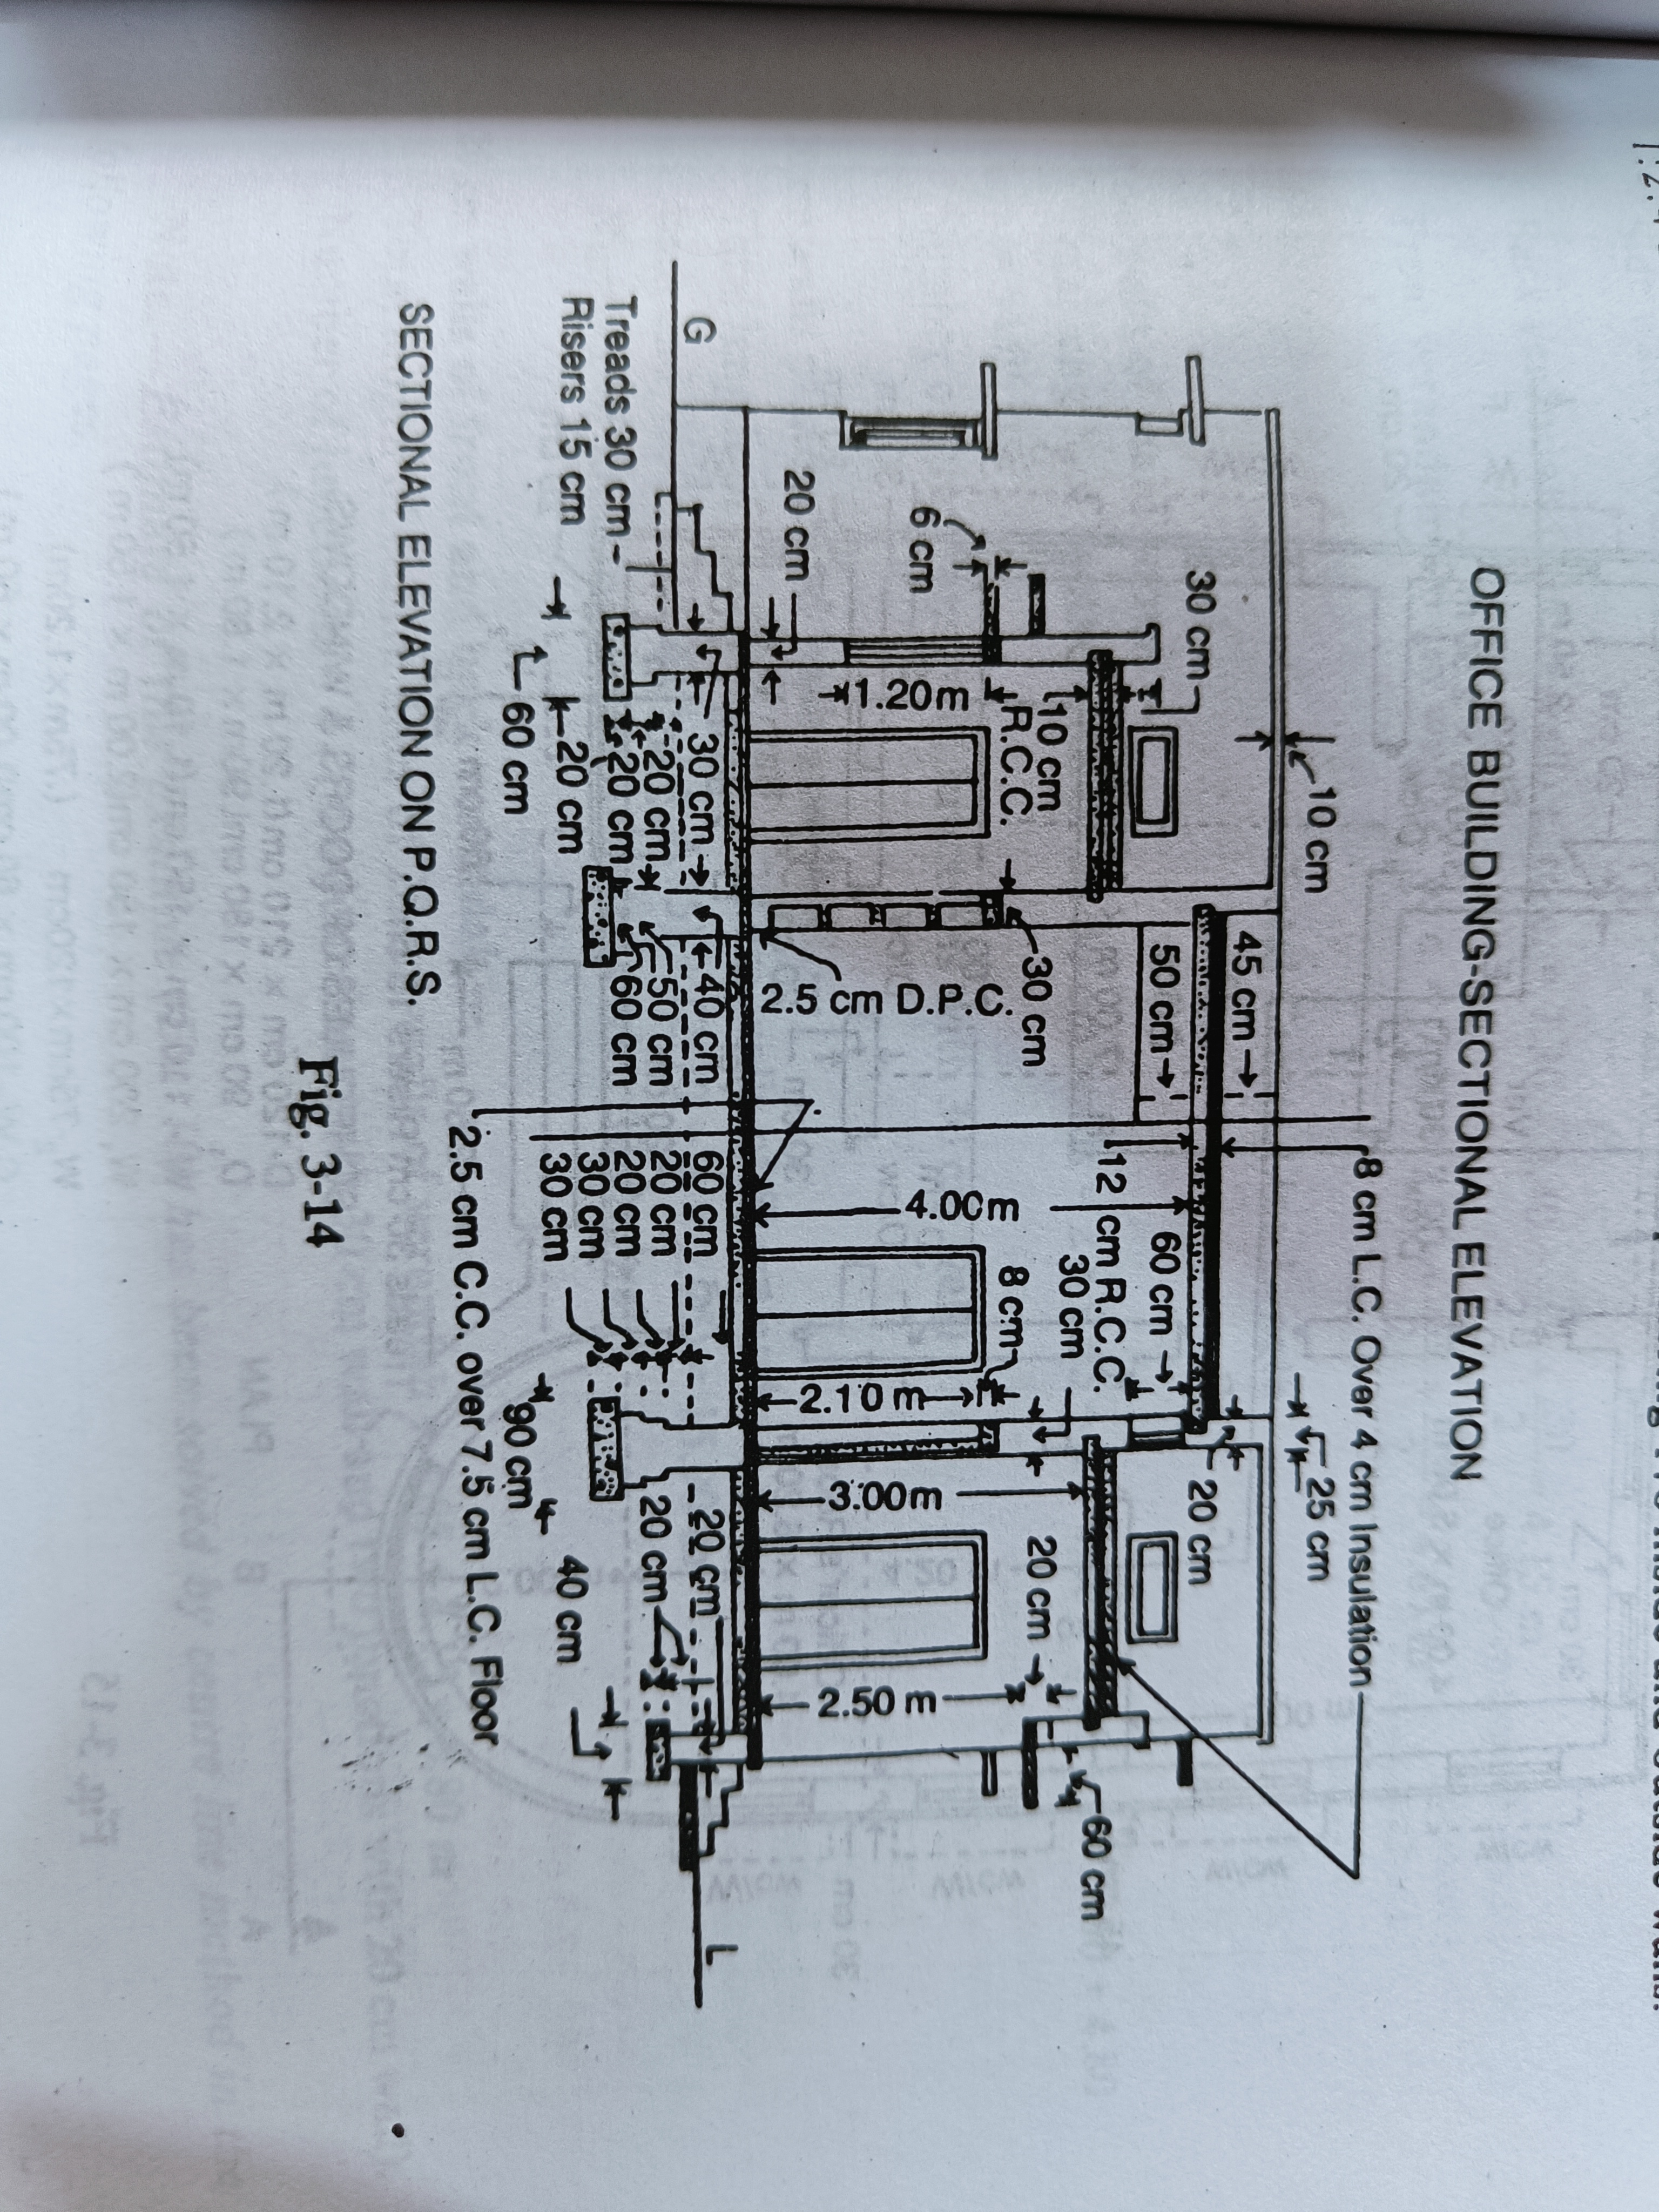 OFFICE BUILDING-SECTIONAL ELEVATION
8 cm L.C. Over 4 cm Insulation
10 cm
25 cm
45 cm
30 cm
50 cm
60 cm
20 cm
12 cm R.C.C.
30 cm
60 cm
10 cm
R.C.C.
30 cm
8 cm
20 cm
6 cm
1.20m
4.00m
2.10 m
3.00m
2.50 m
20 cm
2.5 cm D.P.C.
G
L
30 cm
40 cm
60 cm
20 cm
20 cm
50 cm
20 cm
20 cm
20 cm
60 cm
20 cm
30 cm
30 cm
Treads 30 cm
Risers 15 cm
20 cm
60 cm
90 cm
40 cm
2.5 cm C.C. over 7.5 cm L.C. Floor
SECTIONAL ELEVATION ON P.Q.R.S.
Fig. 3-14